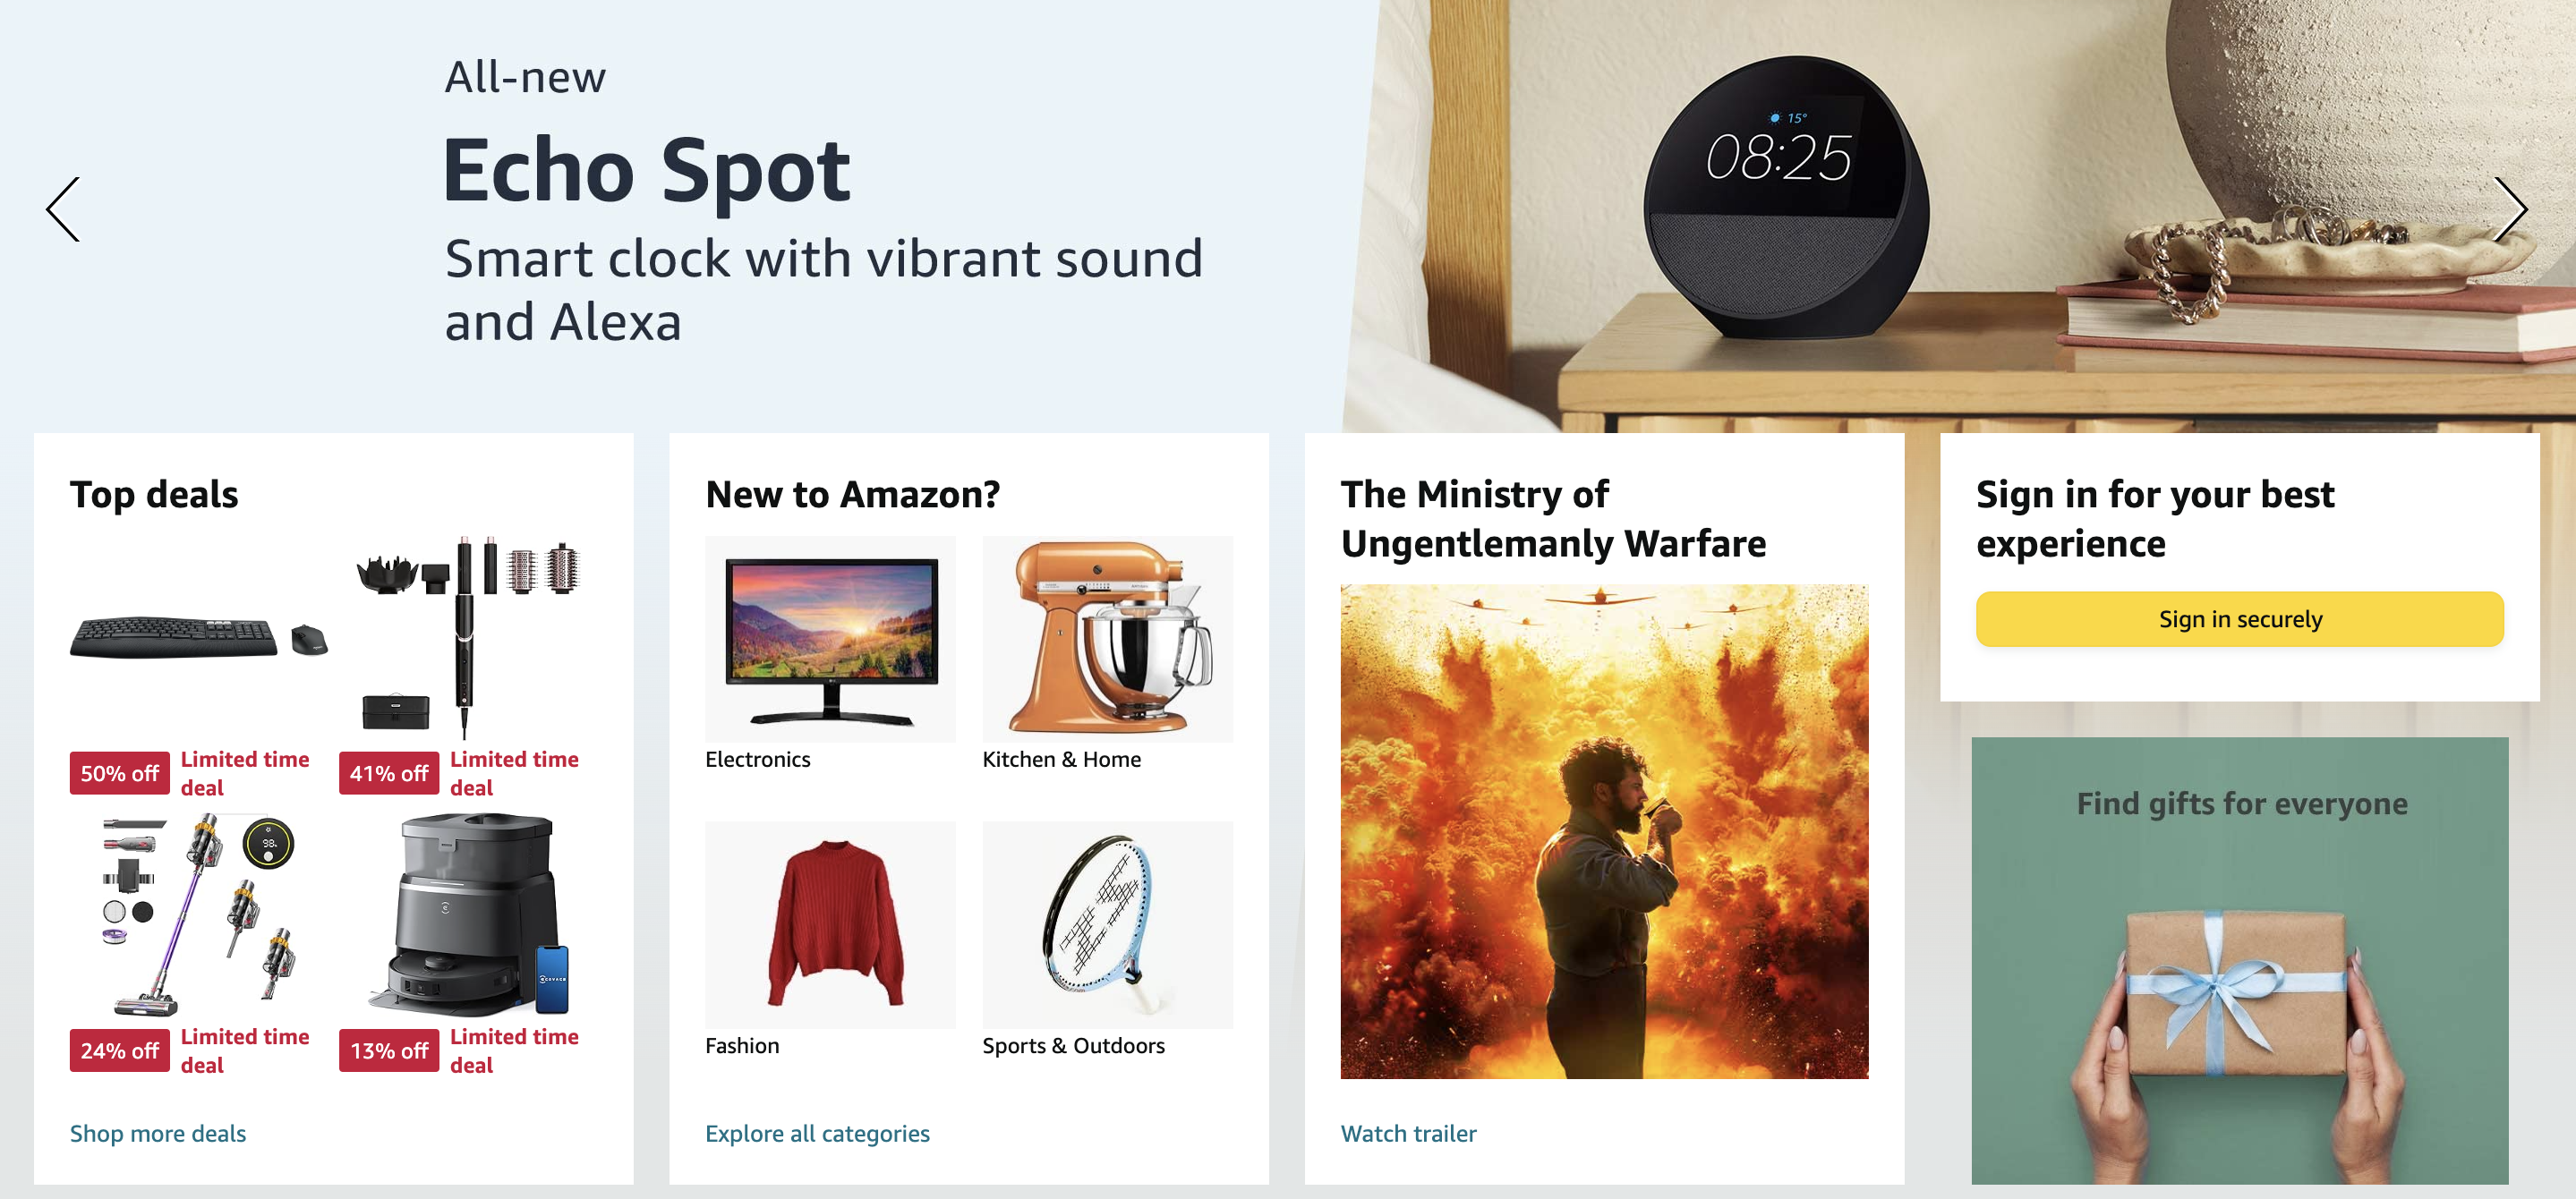 All-new
Echo Spot
Smart clock with vibrant sound
and Alexa
15°
08:25
Top deals
50% off
Limited time
deal
41% off
Limited time
deal
98
24% off
Limited time
deal
ECOVACS
13% off
Limited time
deal
Shop more deals
New to Amazon?
Electronics
Kitchen & Home
Fashion
Sports & Outdoors
Explore all categories
The Ministry of
Ungentlemanly Warfare
Watch trailer
Sign in for your best
experience
Sign in securely
Find gifts for everyone